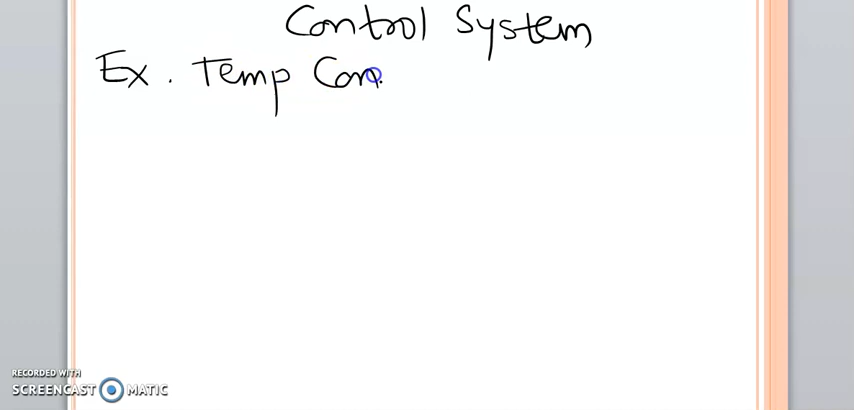 Control System
Ex. Temp Con
RECORDED WITH
SCREENCAST MATIC